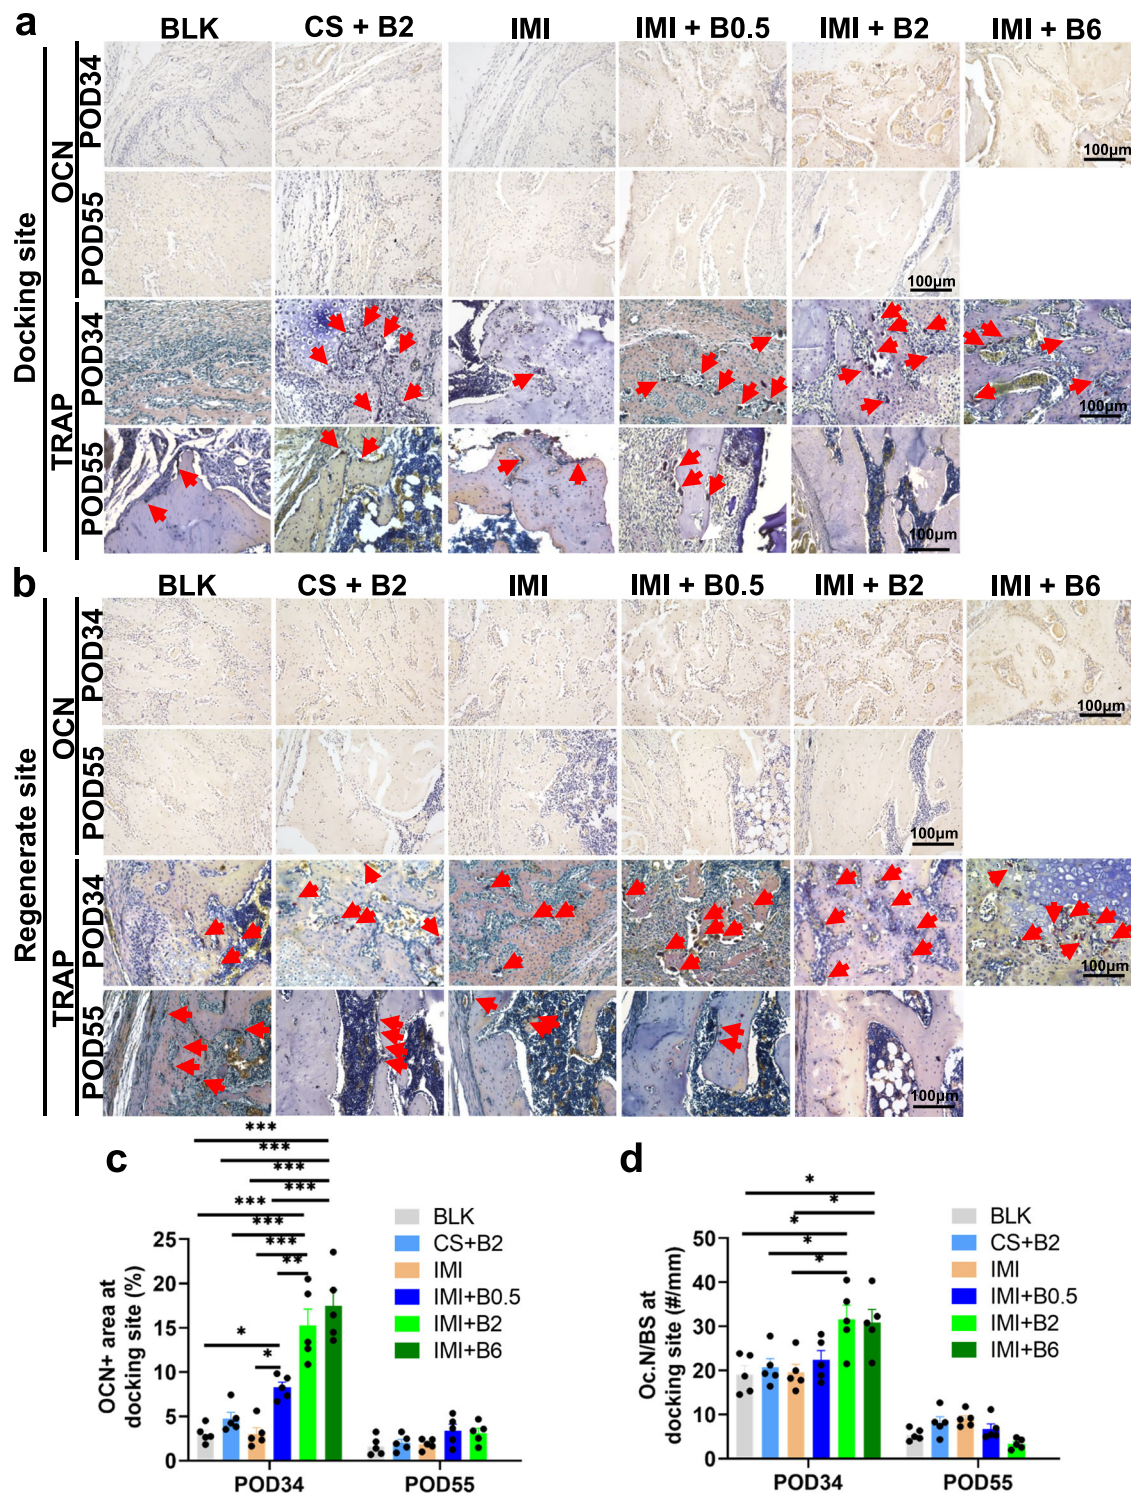 a
BLK CS + B2 IMI IMI + B0.5 IMI + B2 IMI + B6
Docking site
OCN
POD34
100μm
POD55
100μm
TRAP
POD34
100μm
POD55
100μm
b
BLK CS + B2 IMI IMI + B0.5 IMI + B2 IMI + B6
Regenerate site
OCN
POD34
100μm
POD55
100μm
TRAP
POD34
100μm
POD55
100μm
c
***
***
***
***
***
***
***
**
*
*
OCN+ area at
docking site (%)
25
20
15
10
5
0
POD34 POD55
BLK
CS+B2
IMI
IMI+B0.5
IMI+B2
IMI+B6
d
*
*
*
*
*
Oc.N/BS at
docking site (#/mm)
50
40
30
20
10
0
POD34 POD55
BLK
CS+B2
IMI
IMI+B0.5
IMI+B2
IMI+B6